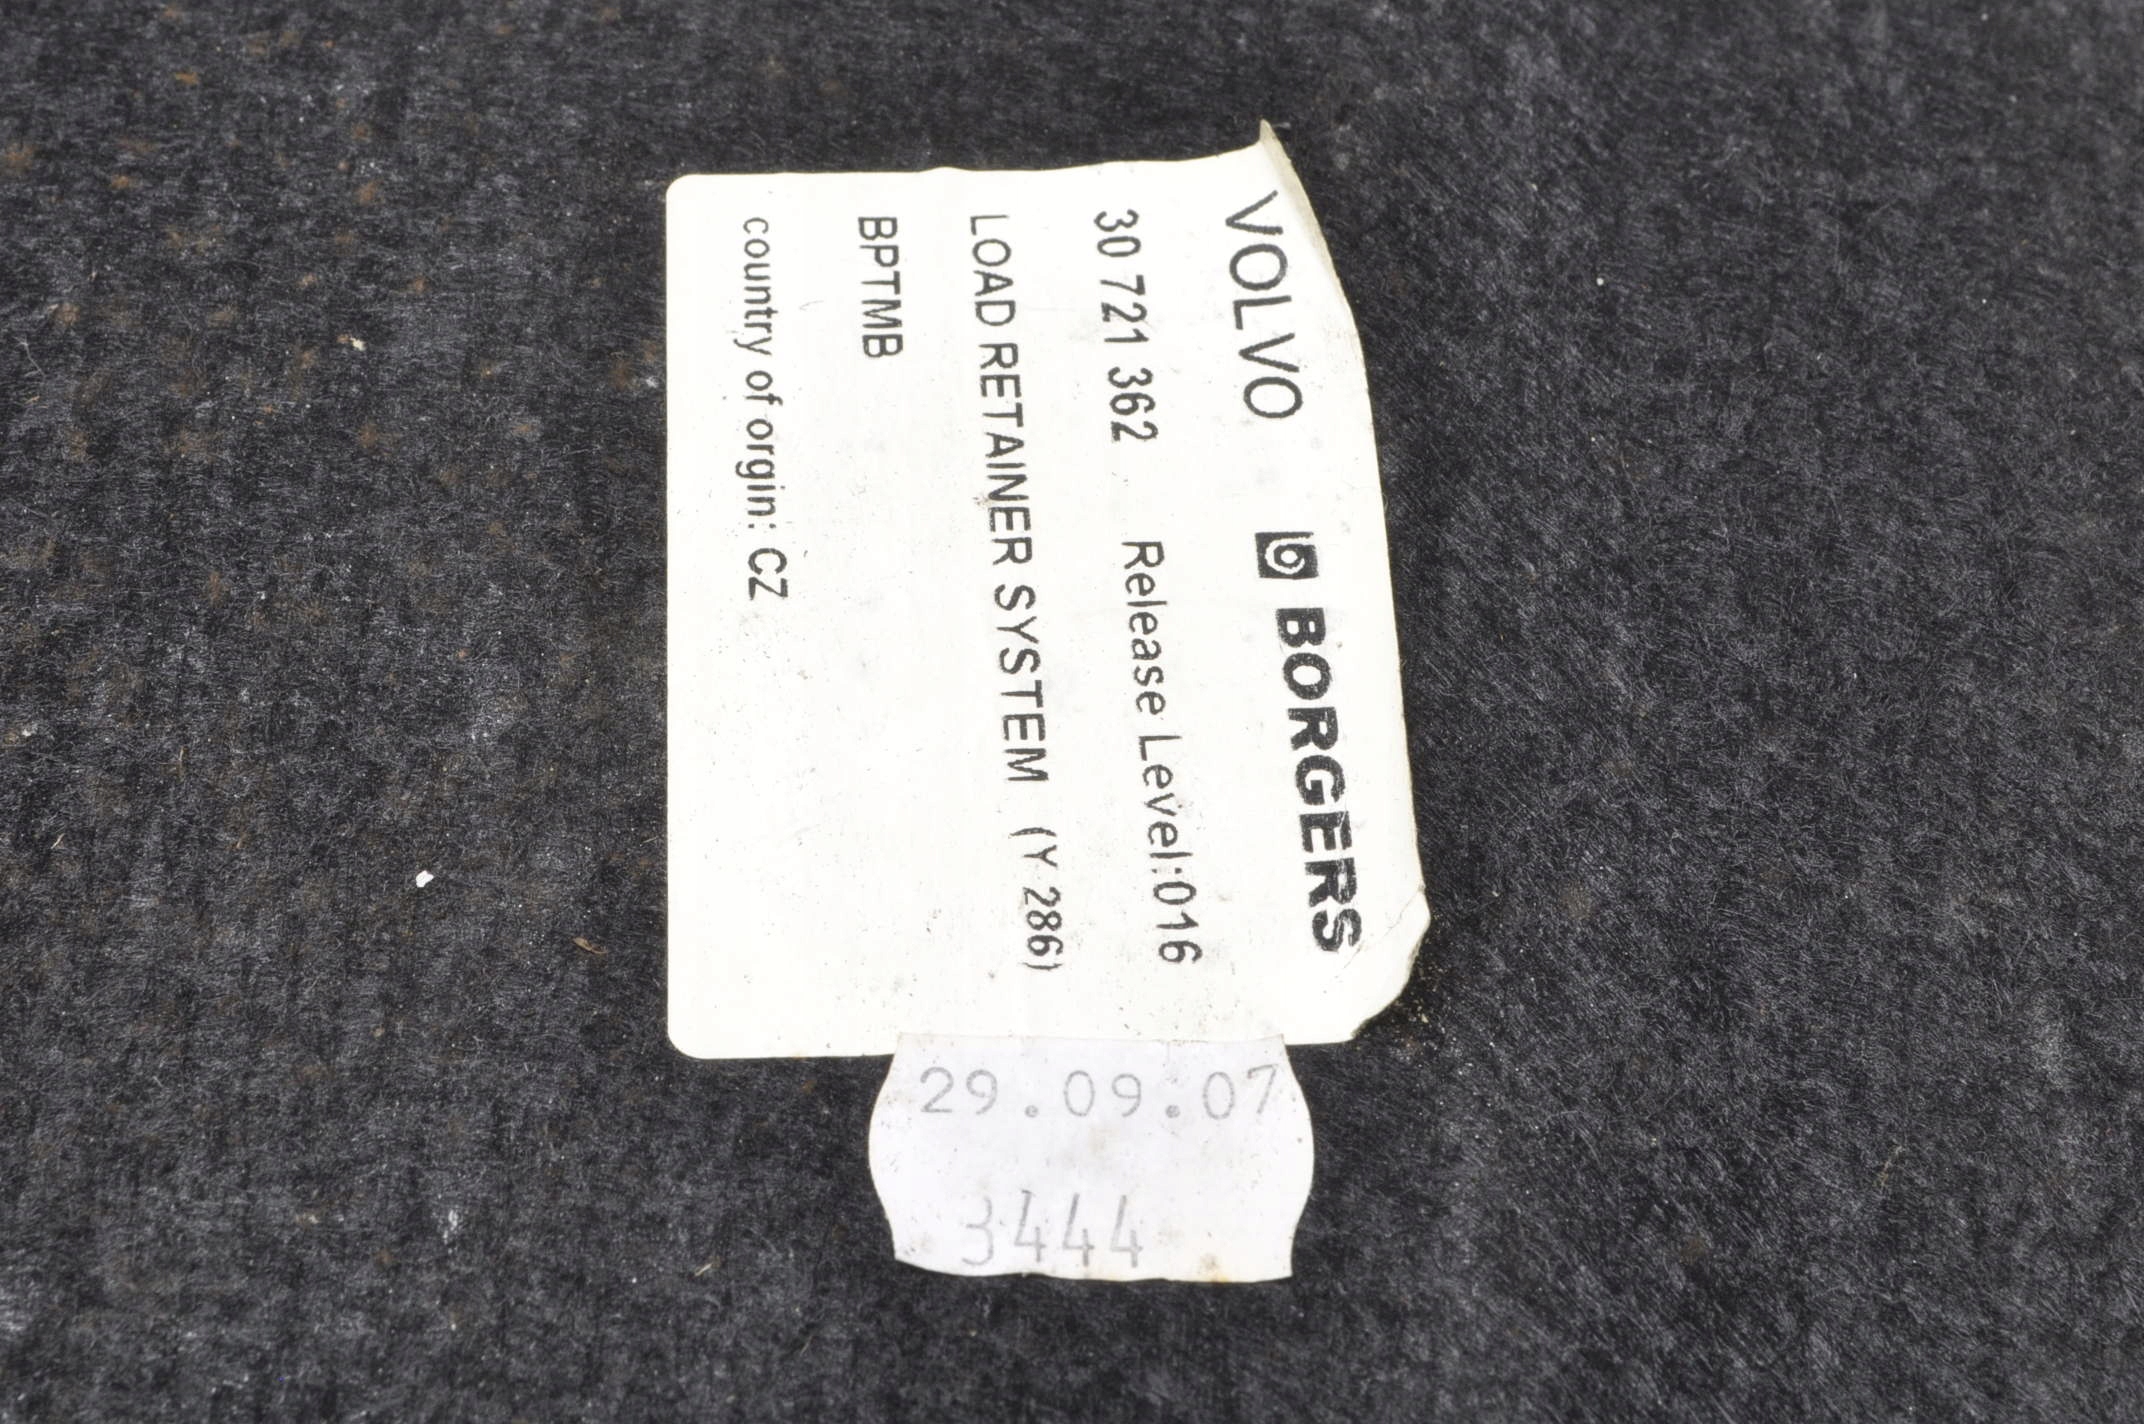 VOLVO BORGERS
30 721 362 Release Level:016
LOAD RETAINER SYSTEM (Y 286)
BPTMB
country of orgin: CZ
29.09.07
3444